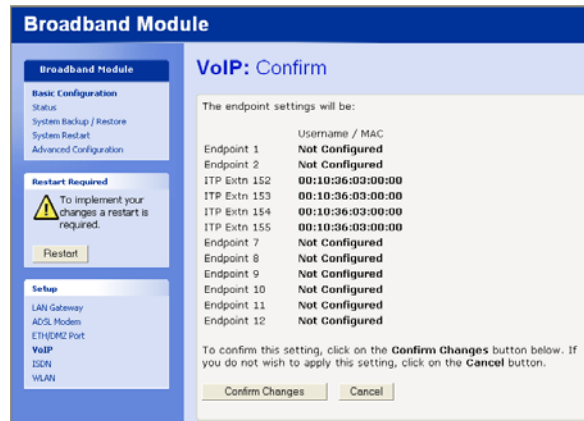 Broadband Module
Broadband Module
Basic Configuration
Status
System Backup / Restore
System Restart
Advanced Configuration
Restart Required
To implement your
changes a restart is
required.
Restart
Setup
LAN Gateway
ADSL Modem
ETH/DMZ Port
VoIP
ISDN
WLAN
VoIP: Confirm
The endpoint settings will be:
Username / MAC
Endpoint 1 Not Configured
Endpoint 2 Not Configured
ITP Extn 152 00:10:36:03:00:00
ITP Extn 153 00:10:36:03:00:00
ITP Extn 154 00:10:36:03:00:00
ITP Extn 155 00:10:36:03:00:00
Endpoint 7 Not Configured
Endpoint 8 Not Configured
Endpoint 9 Not Configured
Endpoint 10 Not Configured
Endpoint 11 Not Configured
Endpoint 12 Not Configured
To confirm this setting, click on the Confirm Changes button below. If
you do not wish to apply this setting, click on the Cancel button.
Confirm Changes Cancel